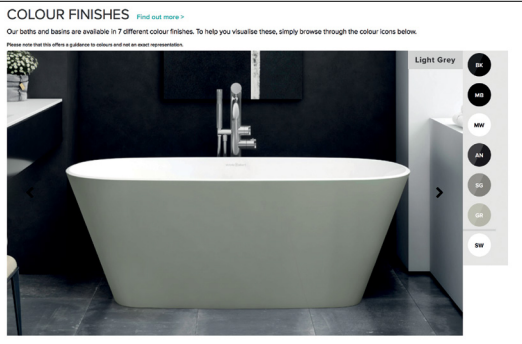 COLOUR FINISHES Find out more >
Our baths and basins are available in 7 different colour finishes. To help you visualise these, simply browse through the colour icons below.
Please note that this offers a guidance to colours and not an exact representation.
Light Grey
BK
MB
MW
AN
SG
GR
SW